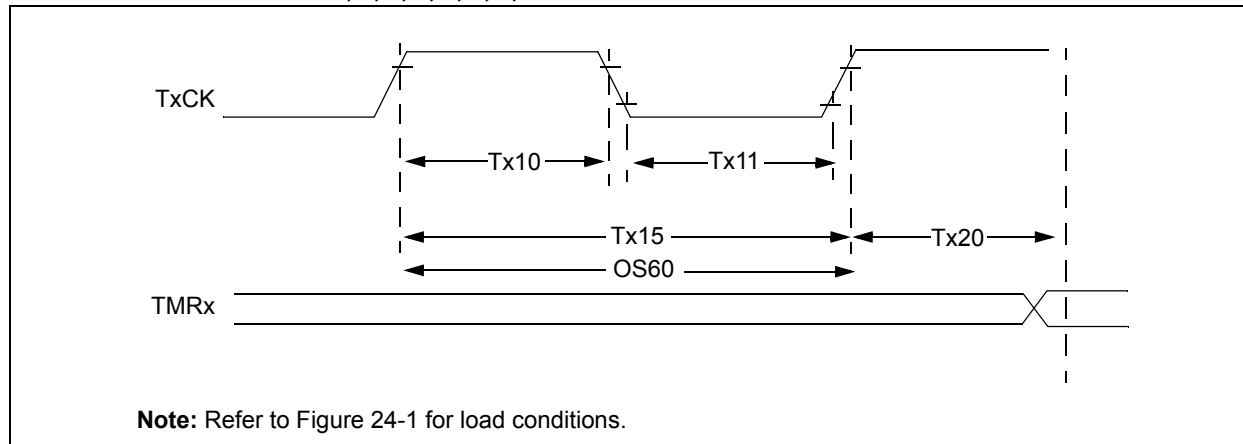 TxCK
Tx10
Tx11
Tx15
Tx20
OS60
TMRx
Note: Refer to Figure 24-1 for load conditions.